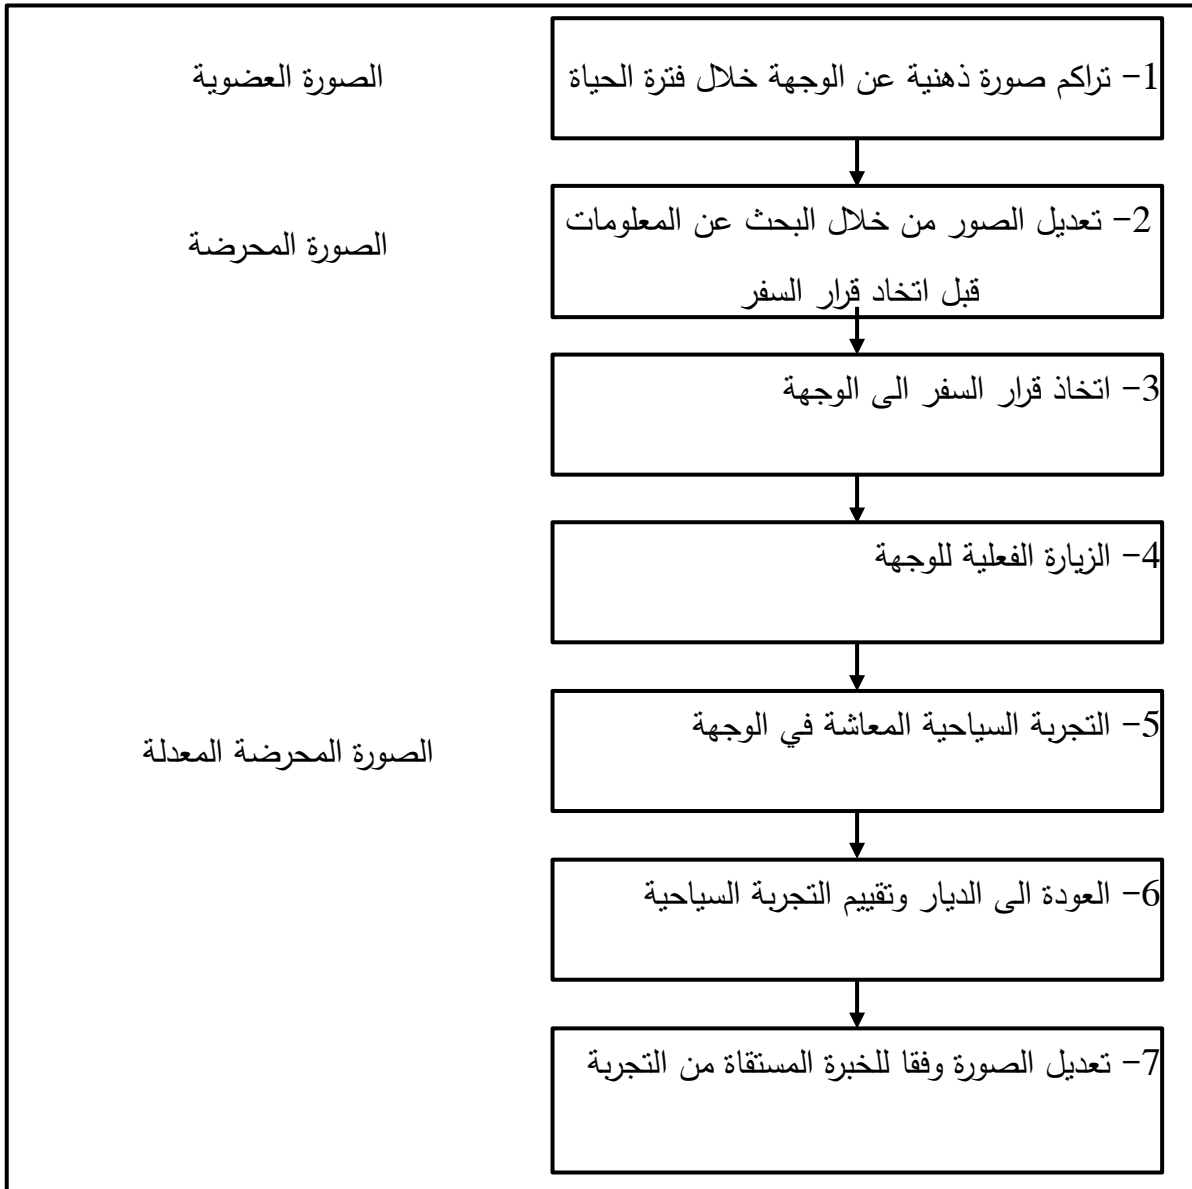 1- تراكم صورة ذهنية عن الوجهة خلال فترة الحياة
الصورة العضوية
2- تعديل الصور من خلال البحث عن المعلومات
قبل اتخاد قرار السفر
الصورة المحرضة
3- اتخاذ قرار السفر الى الوجهة
4- الزيارة الفعلية للوجهة
5- التجربة السياحية المعاشة في الوجهة
الصورة المحرضة المعدلة
6- العودة الى الديار وتقييم التجربة السياحية
7- تعديل الصورة وفقا للخبرة المستقاة من التجربة